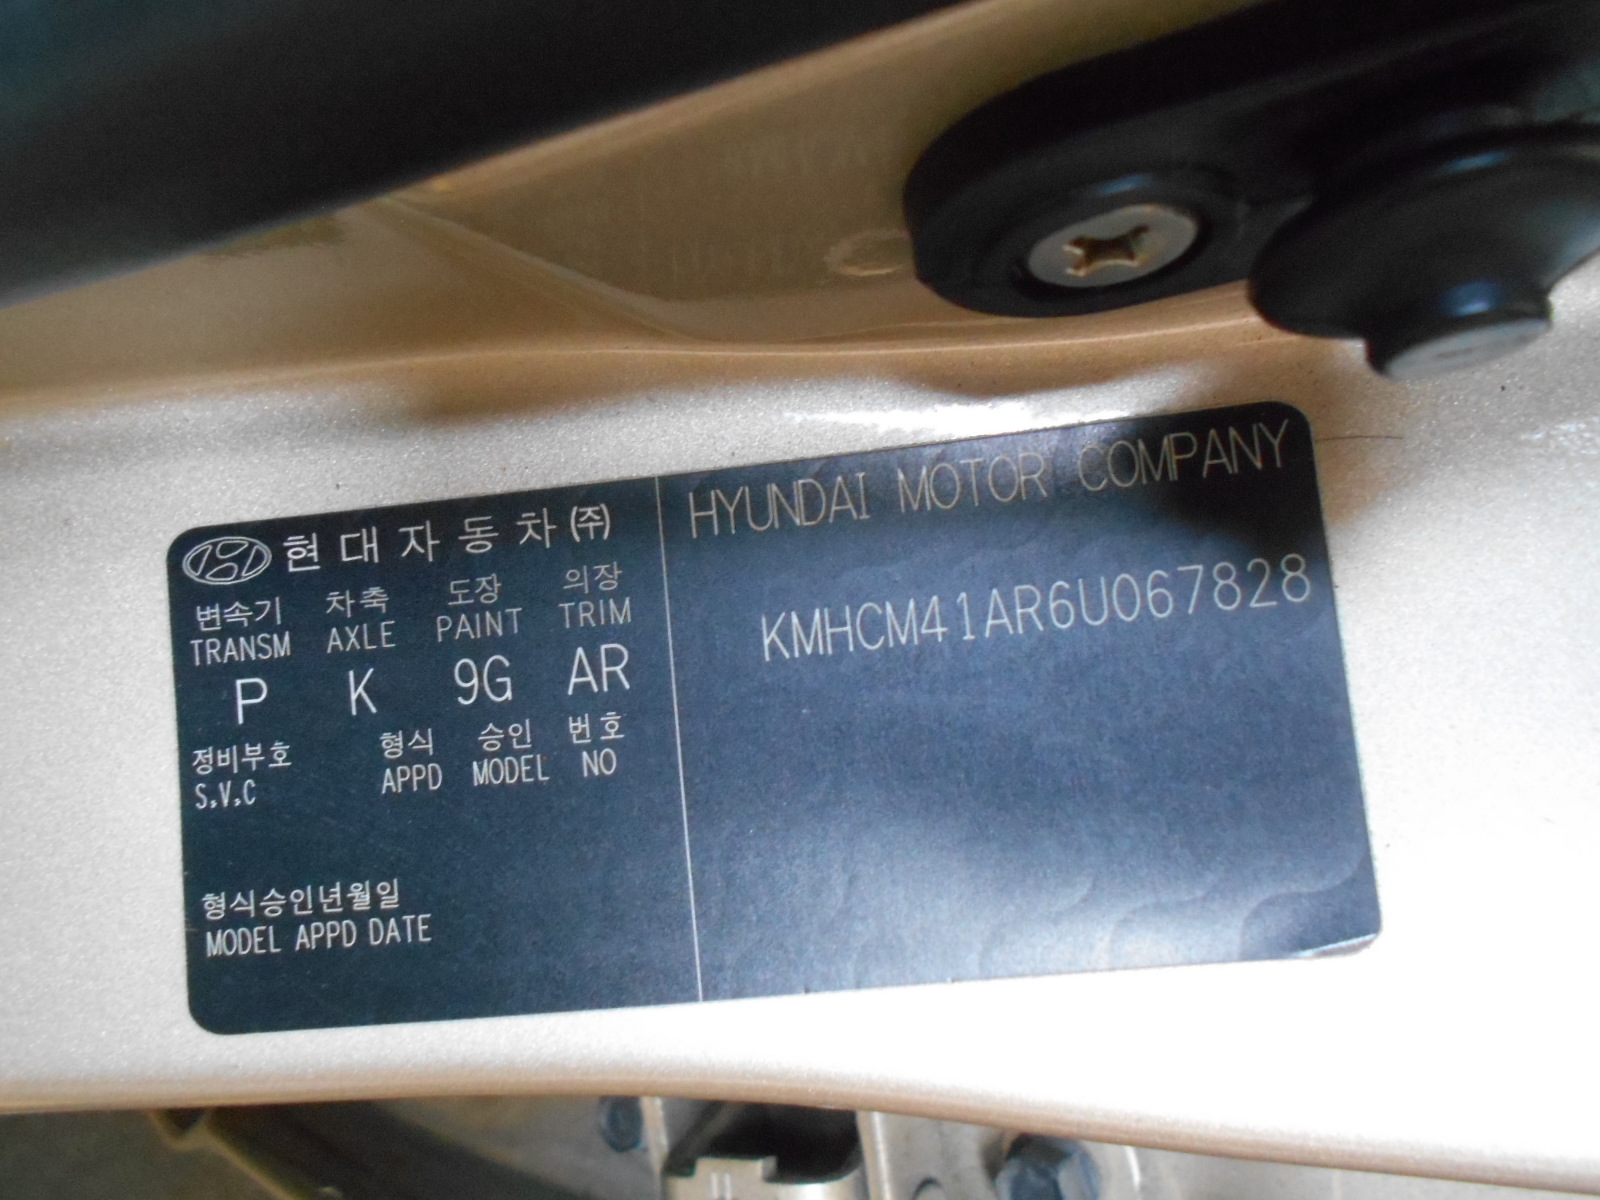 현대자동차㈜
변속기 차축 도장 의장
TRANSM AXLE PAINT TRIM
P K 9G AR
정비부호 형식 승인 번호
S.V.C APPD MODEL NO
형식승인년월일
MODEL APPD DATE
HYUNDAI MOTOR COMPANY
KMHCM41AR6U067828